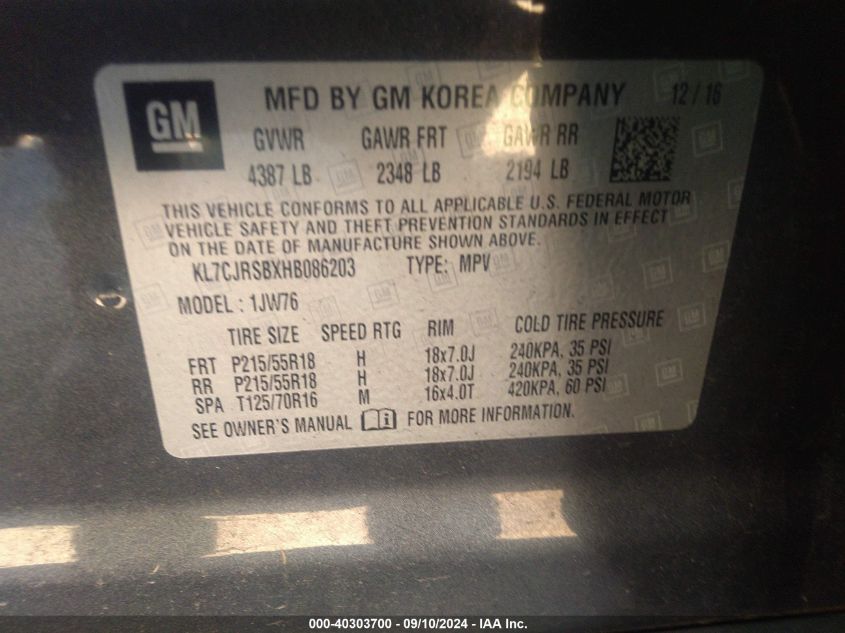 GM
MFD BY GM KOREA COMPANY 12/16
GVWR GAWR FRT GAWR RR
4387 LB 2348 LB 2194 LB
THIS VEHICLE CONFORMS TO ALL APPLICABLE U.S. FEDERAL MOTOR
VEHICLE SAFETY AND THEFT PREVENTION STANDARDS IN EFFECT
ON THE DATE OF MANUFACTURE SHOWN ABOVE.
KL7CJRSBXHB086203 TYPE: MPV
MODEL : 1JW76
TIRE SIZE SPEED RTG RIM COLD TIRE PRESSURE
FRT P215/55R18 H 18x7.0J 240KPA, 35 PSI
RR P215/55R18 H 18x7.0J 240KPA, 35 PSI
SPA T125/70R16 M 16x4.0T 420KPA, 60 PSI
SEE OWNER'S MANUAL FOR MORE INFORMATION.
000-40303700 - 09/10/2024 - IAA Inc.